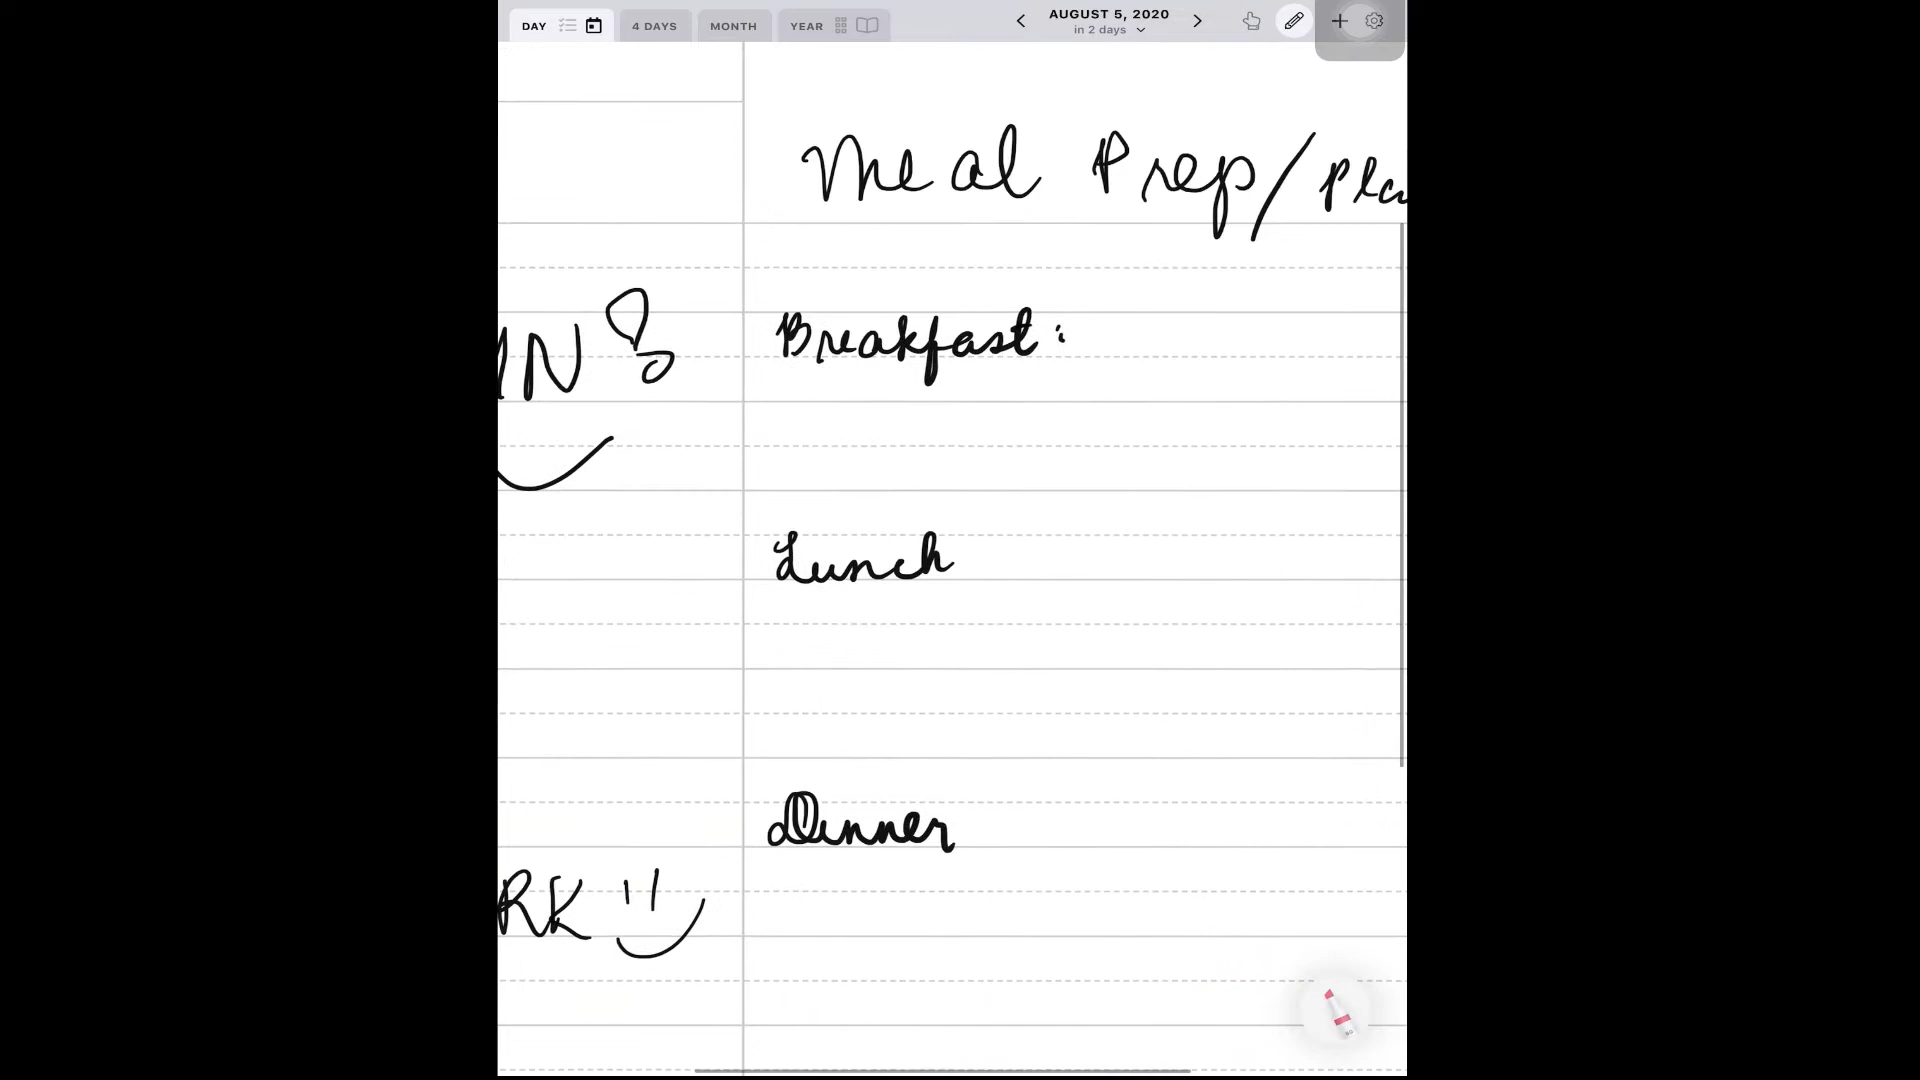 DAY 4 DAYS MONTH YEAR AUGUST 5, 2020
in 2 days
Meal Prep/
Breakfast:
Lunch
Dinner